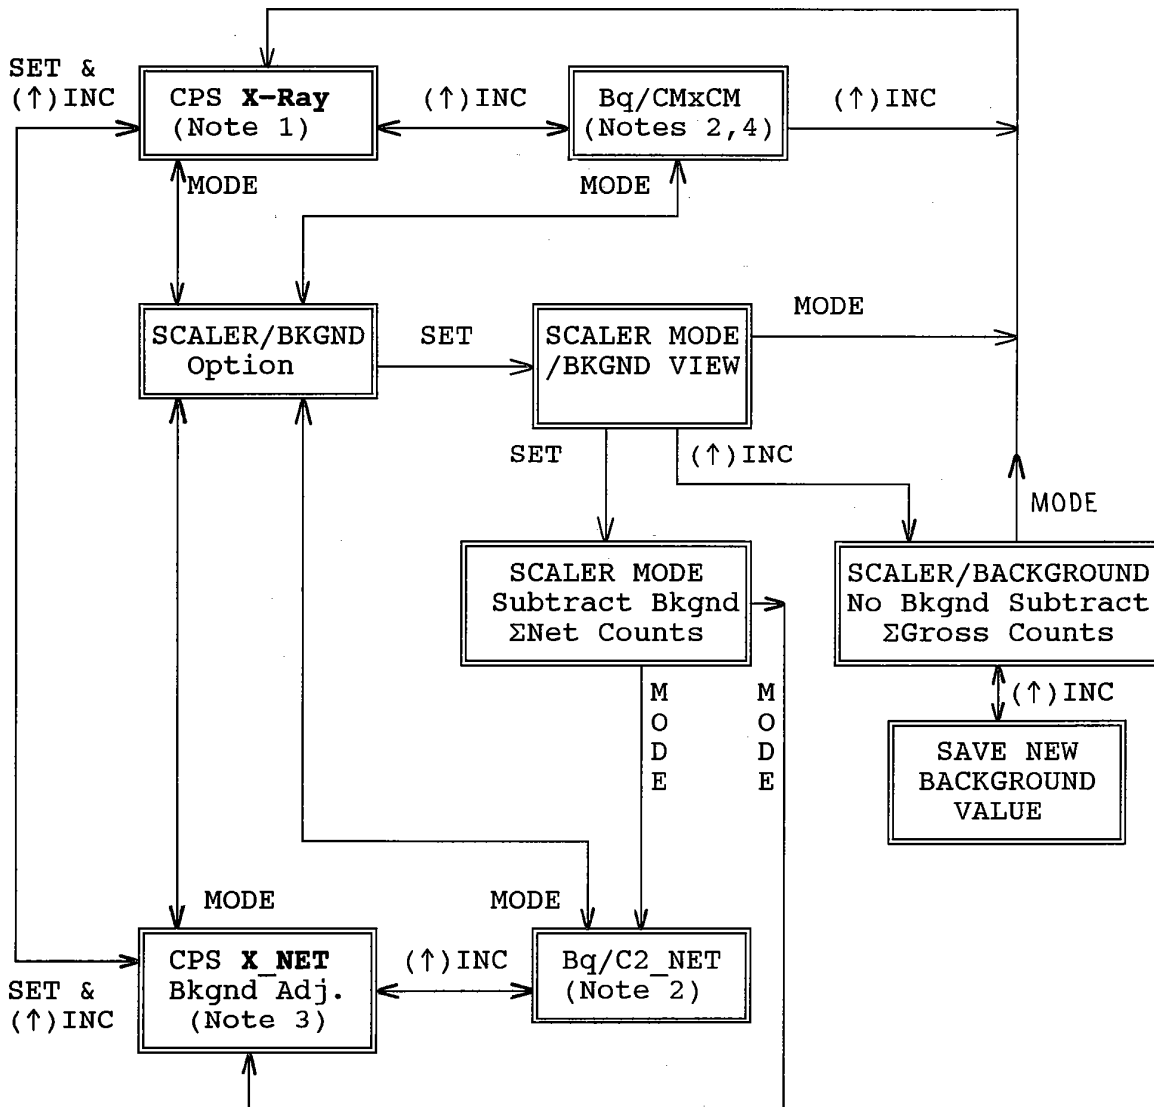 SET &
(↑)INC
CPS X-Ray
(Note 1)
(↑)INC
Bq/CMxCM
(Notes 2,4)
(↑)INC
MODE
MODE
SCALER/BKGND
Option
SET
SCALER MODE
/BKGND VIEW
MODE
SET
(↑)INC
MODE
SCALER MODE
Subtract Bkgnd
ΣNet Counts
SCALER/BACKGROUND
No Bkgnd Subtract
ΣGross Counts
MODE
MODE
(↑)INC
SAVE NEW
BACKGROUND
VALUE
MODE
MODE
SET &
(↑)INC
CPS X_NET
Bkgnd Adj.
(Note 3)
(↑)INC
Bq/C2_NET
(Note 2)